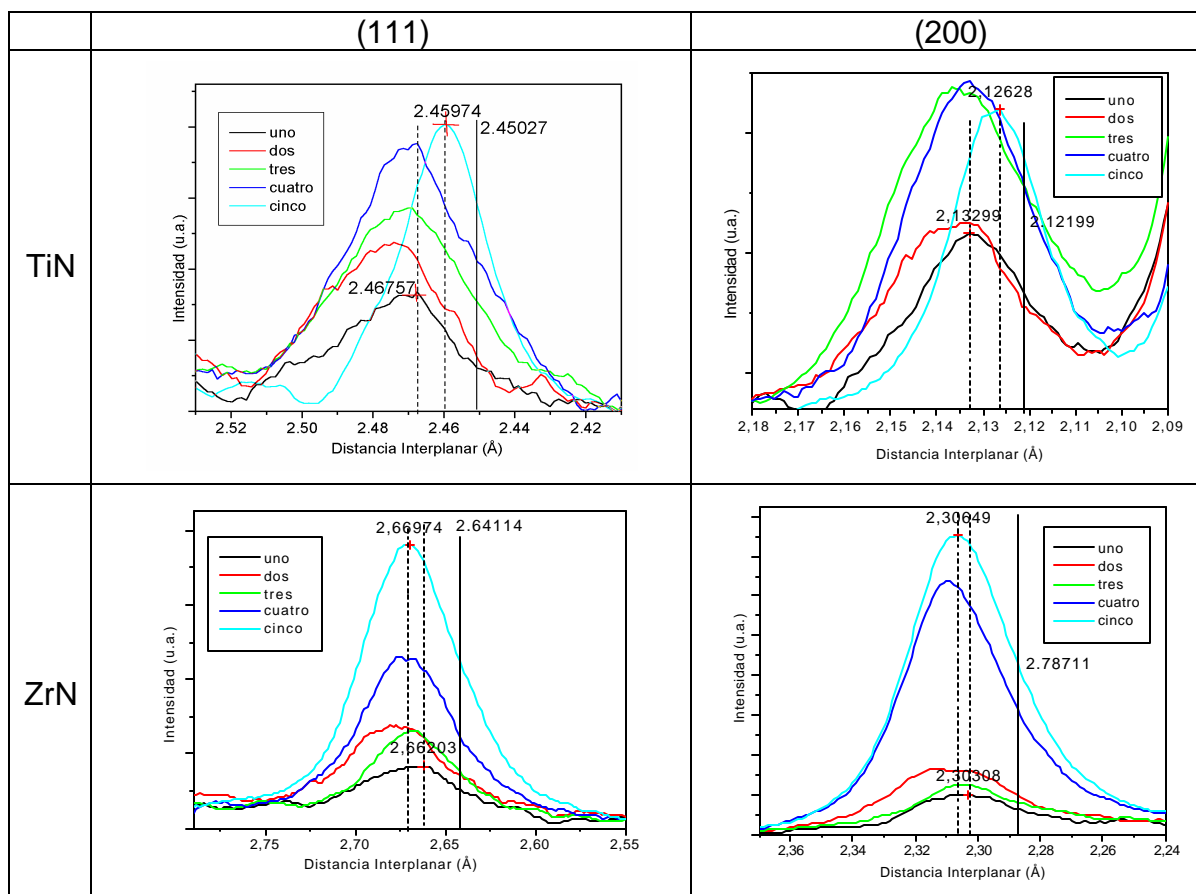 (111) (200)
TiN
2.45974
2.45027
2.46757
uno
dos
tres
cuatro
cinco
Intensidad (u.a.)
2.52 2.50 2.48 2.46 2.44 2.42
Distancia Interplanar (Å)
2,12628
2,13299
2.12199
uno
dos
tres
cuatro
cinco
Intensidad (u.a.)
2,18 2,17 2,16 2,15 2,14 2,13 2,12 2,11 2,10 2,09
Distancia Interplanar (Å)
ZrN
2,66974 2.64114
2,66203
uno
dos
tres
cuatro
cinco
Intensidad (u.a.)
2,75 2,70 2,65 2,60 2,55
Distancia Interplanar (Å)
2,30649
2.78711
2,30308
uno
dos
tres
cuatro
cinco
Intensidad (u.a.)
2,36 2,34 2,32 2,30 2,28 2,26 2,24
Distancia Interplanar (Å)